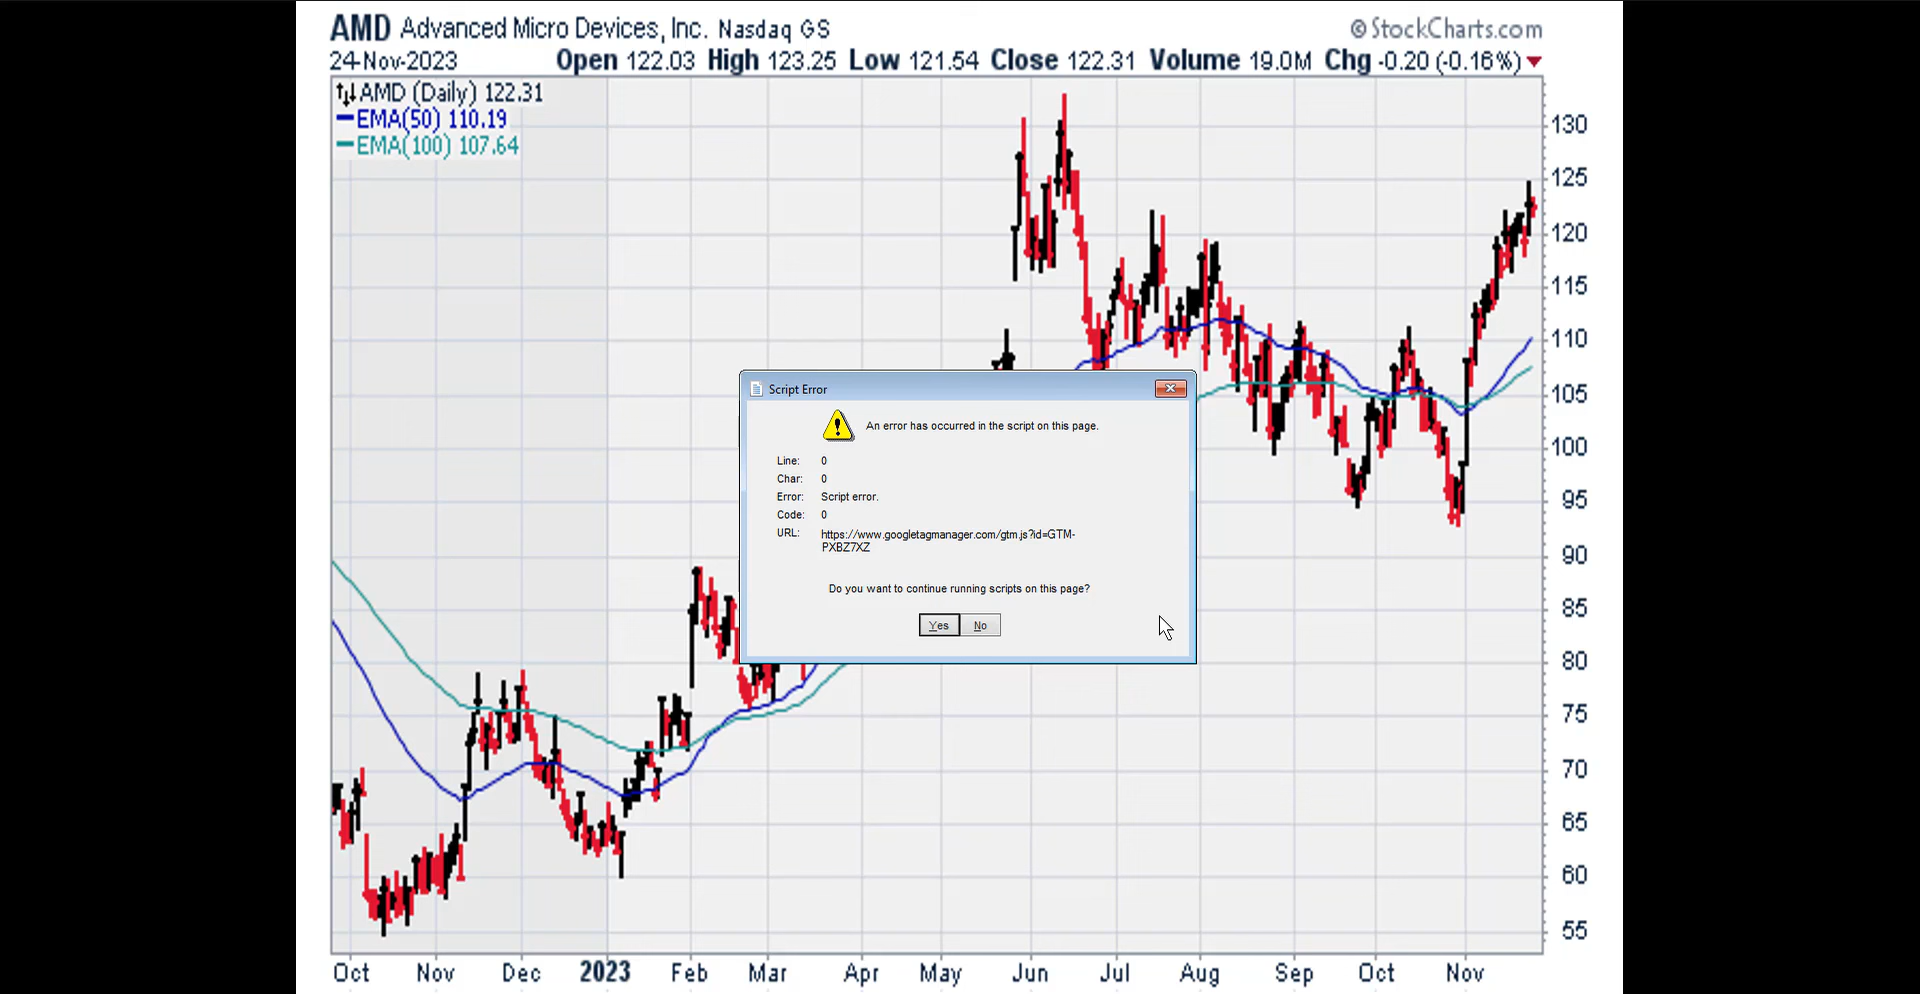 AMD Advanced Micro Devices, Inc. Nasdaq GS © StockCharts.com
24-Nov-2023 Open 122.03 High 123.25 Low 121.54 Close 122.31 Volume 19.0M Chg -0.20 (-0.16%)
AMD (Daily) 122.31
EMA(50) 110.19
EMA(100) 107.64
130
125
120
115
110
105
100
95
90
85
80
75
70
65
60
55
Script Error
An error has occurred in the script on this page.
Line: 0
Char: 0
Error: Script error.
Code: 0
URL: https://www.googletagmanager.com/gtm.js?id=GTM-
PXBZ7XZ
Do you want to continue running scripts on this page?
Yes No
Oct Nov Dec 2023 Feb Mar Apr May Jun Jul Aug Sep Oct Nov